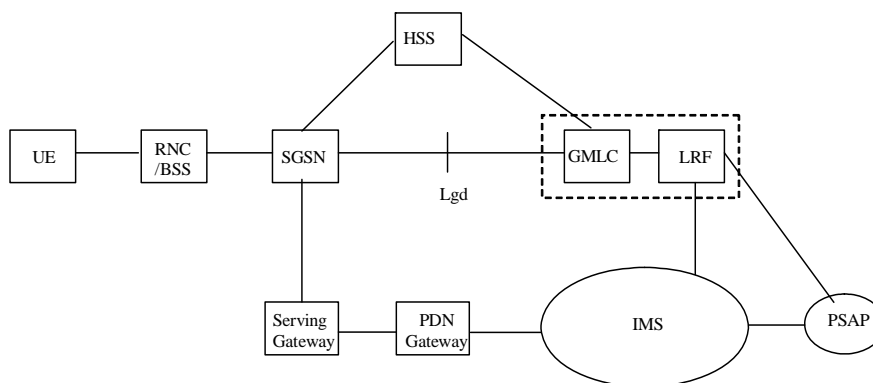 HSS
UE
RNC
/BSS
SGSN
GMLC
LRF
Lgd
Serving
Gateway
PDN
Gateway
IMS
PSAP